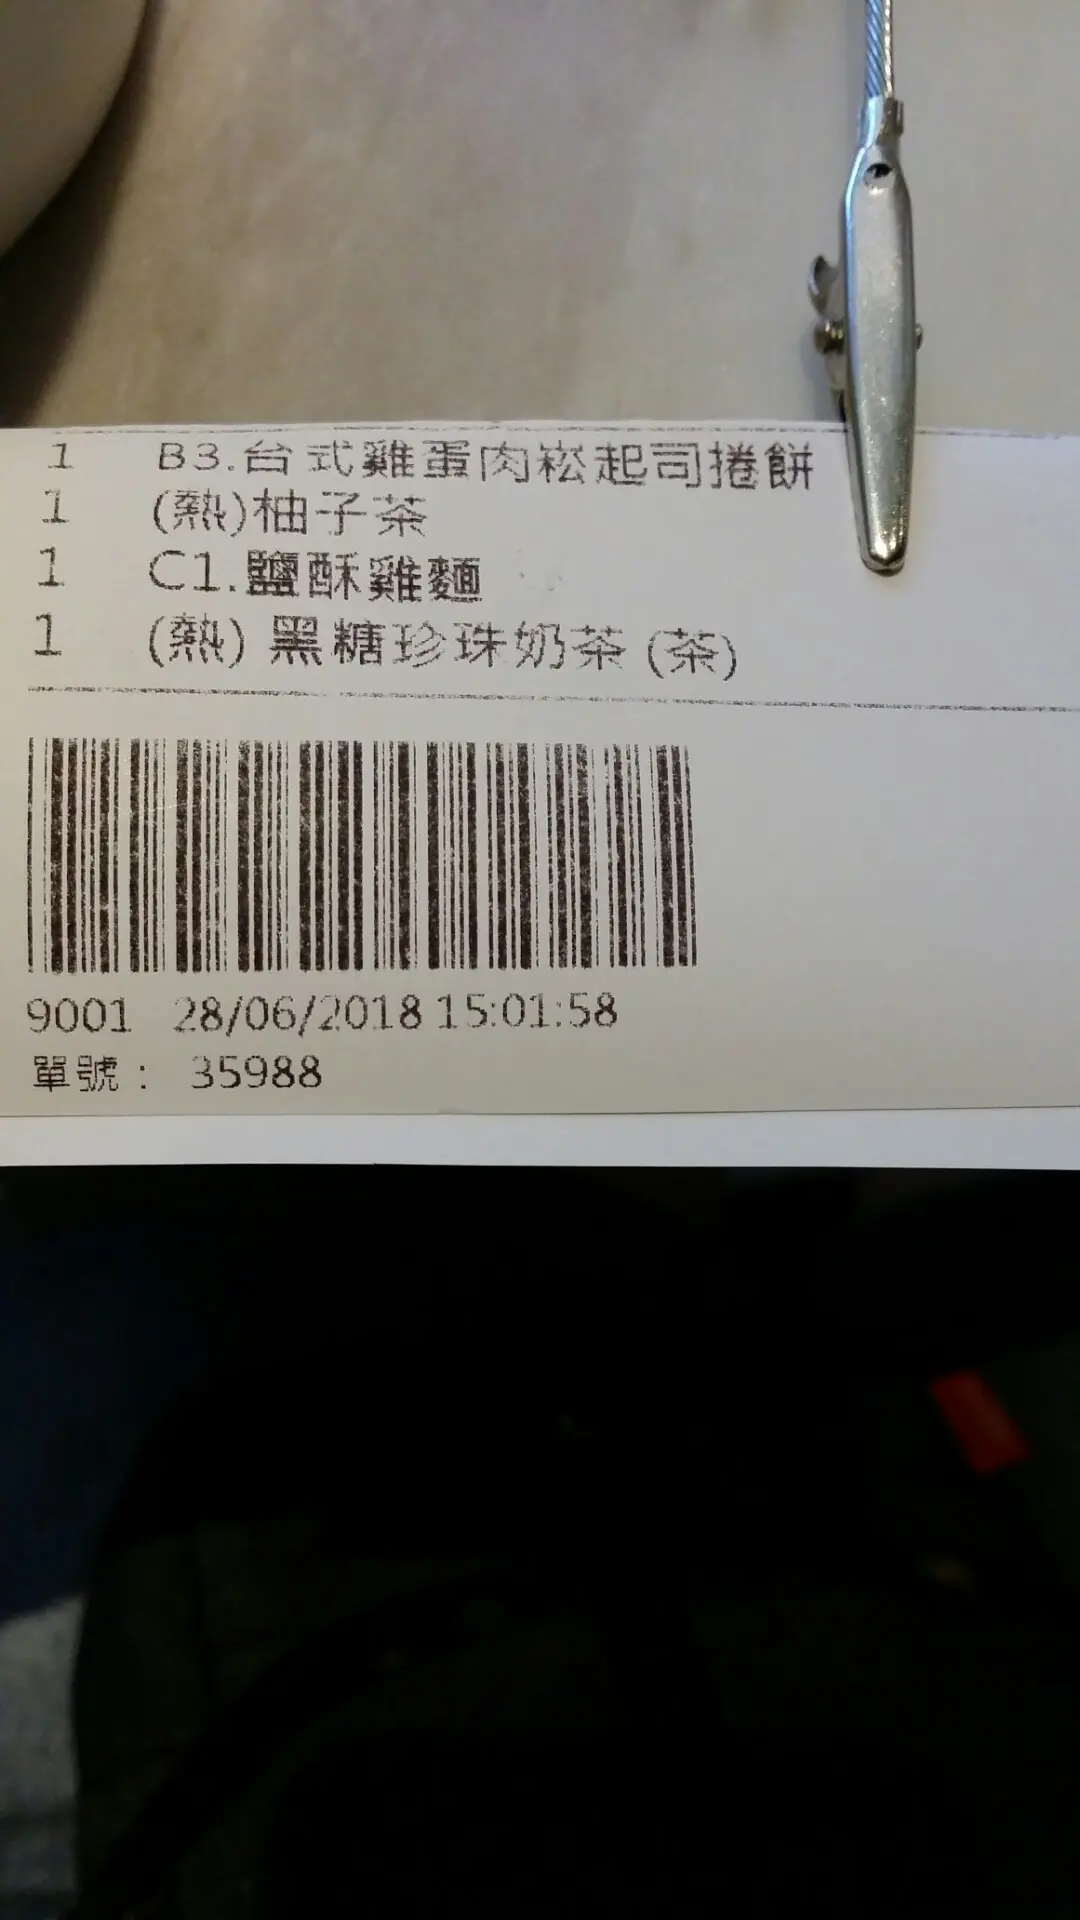 1 B3.台式雞蛋肉崧起司捲餅
1 (熱)柚子茶
1 C1.鹽酥雞麵
1 (熱) 黑糖珍珠奶茶 (茶)
9001 28/06/2018 15:01:58
單號： 35988